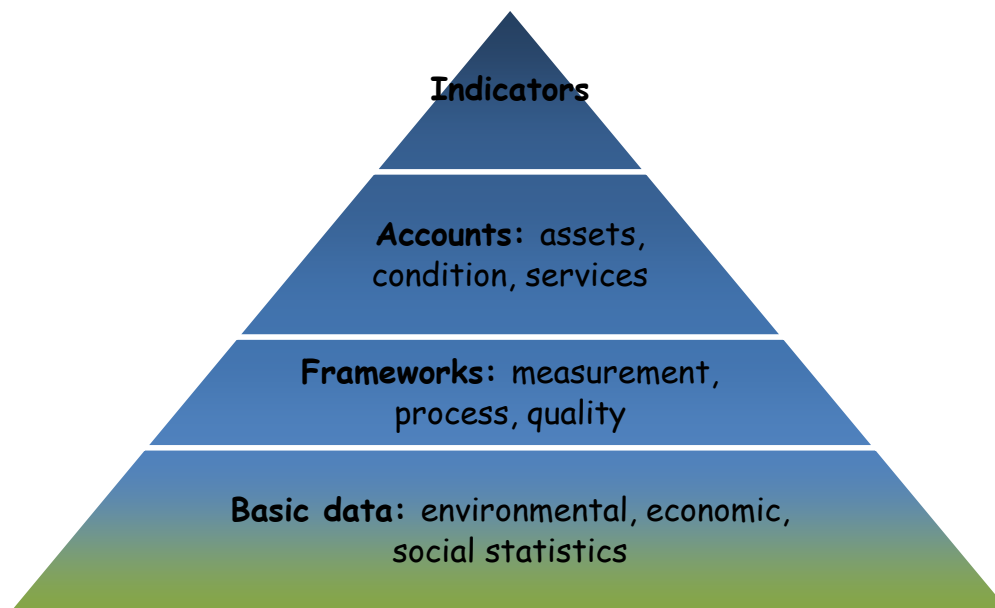 Indicators
Accounts: assets,
condition, services
Frameworks: measurement,
process, quality
Basic data: environmental, economic,
social statistics